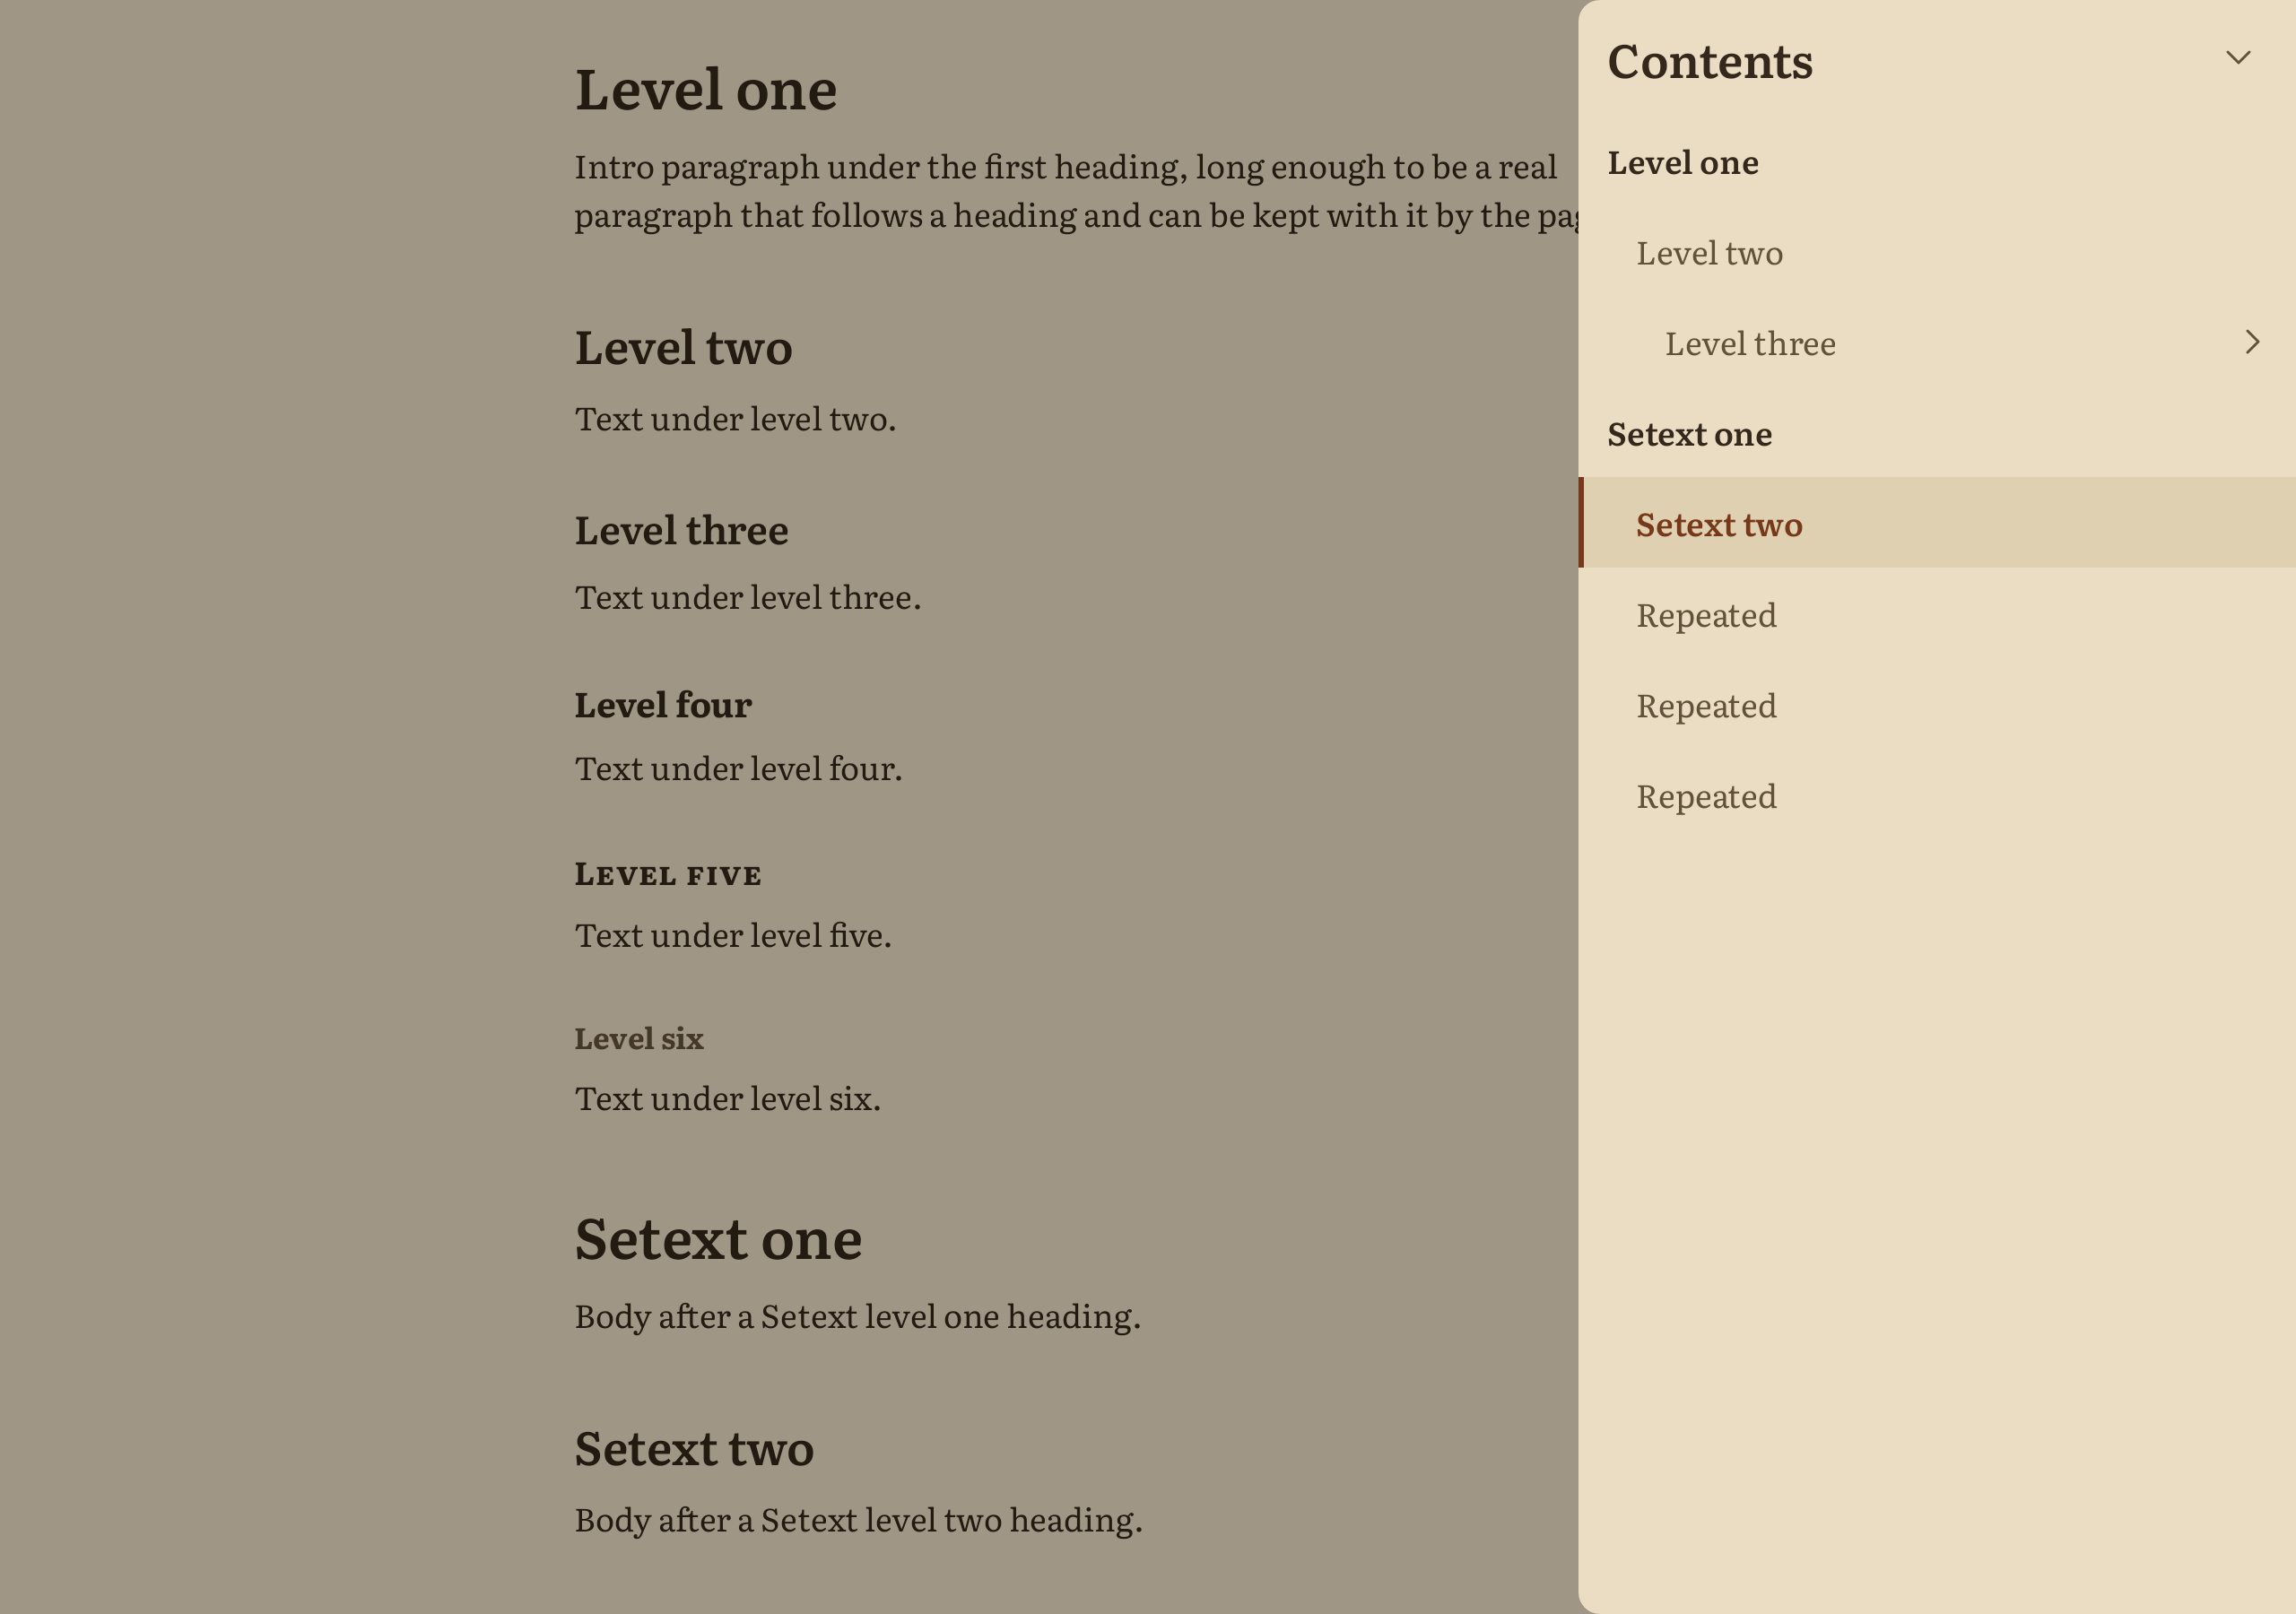 Level one
Intro paragraph under the first heading, long enough to be a real
paragraph that follows a heading and can be kept with it by the
Level two
Text under level two.
Level three
Text under level three.
Level four
Text under level four.
Level five
Text under level five.
Level six
Text under level six.
Setext one
Body after a Setext level one heading.
Setext two
Body after a Setext level two heading.
Contents
Level one
Level two
Level three
Setext one
Setext two
Repeated
Repeated
Repeated